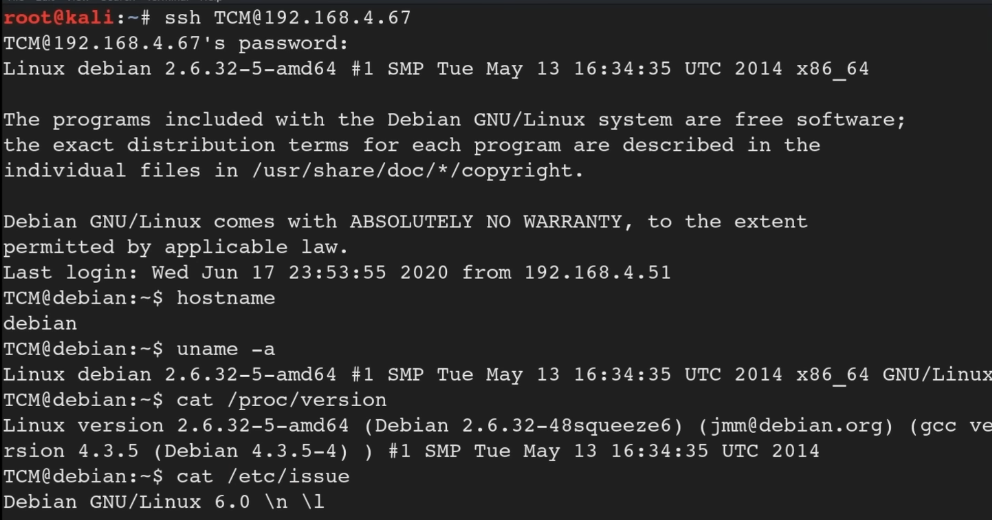 root@kali:~# ssh TCM@192.168.4.67
TCM@192.168.4.67's password:
Linux debian 2.6.32-5-amd64 #1 SMP Tue May 13 16:34:35 UTC 2014 x86_64
The programs included with the Debian GNU/Linux system are free software;
the exact distribution terms for each program are described in the
individual files in /usr/share/doc/*/copyright.
Debian GNU/Linux comes with ABSOLUTELY NO WARRANTY, to the extent
permitted by applicable law.
Last login: Wed Jun 17 23:53:55 2020 from 192.168.4.51
TCM@debian:~$ hostname
debian
TCM@debian:~$ uname -a
Linux debian 2.6.32-5-amd64 #1 SMP Tue May 13 16:34:35 UTC 2014 x86_64 GNU/Linux
TCM@debian:~$ cat /proc/version
Linux version 2.6.32-5-amd64 (Debian 2.6.32-48squeeze6) (jmm@debian.org) (gcc ve
rsion 4.3.5 (Debian 4.3.5-4) ) #1 SMP Tue May 13 16:34:35 UTC 2014
TCM@debian:~$ cat /etc/issue
Debian GNU/Linux 6.0 \n \l